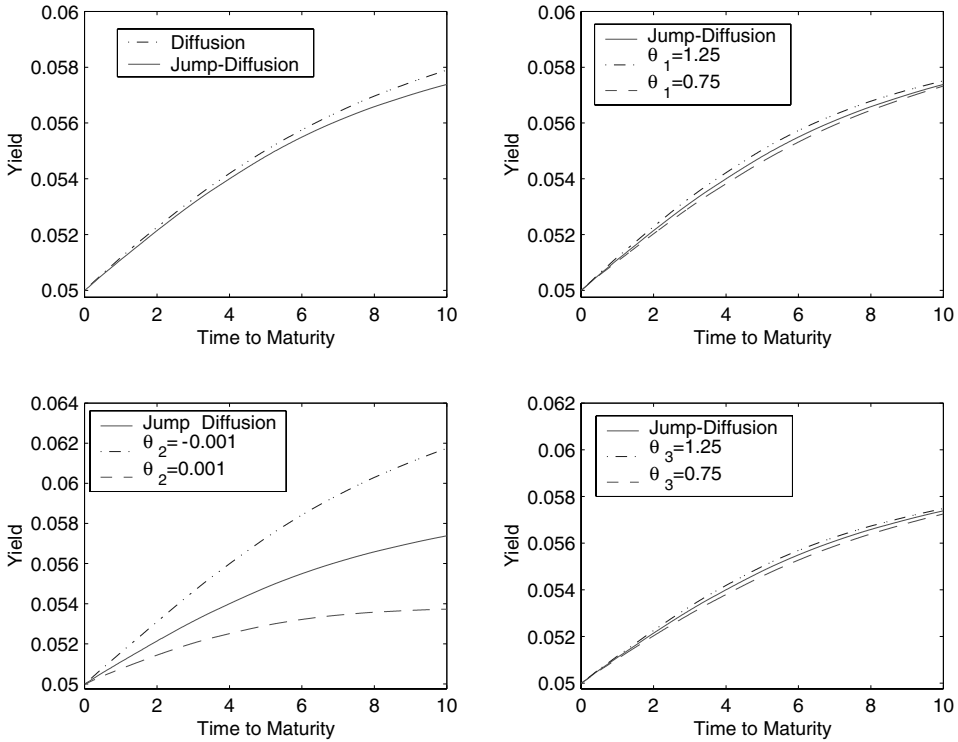 0.06
0.058
0.056
0.054
0.052
0.05
Yield
Diffusion
Jump-Diffusion
0 2 4 6 8 10
Time to Maturity
0.06
0.058
0.056
0.054
0.052
0.05
Yield
Jump-Diffusion
θ1=1.25
θ1=0.75
0 2 4 6 8 10
Time to Maturity
0.064
0.062
0.06
0.058
0.056
0.054
0.052
0.05
Yield
Jump Diffusion
θ2=-0.001
θ2=0.001
0 2 4 6 8 10
Time to Maturity
0.062
0.06
0.058
0.056
0.054
0.052
0.05
Yield
Jump-Diffusion
θ3=1.25
θ3=0.75
0 2 4 6 8 10
Time to Maturity